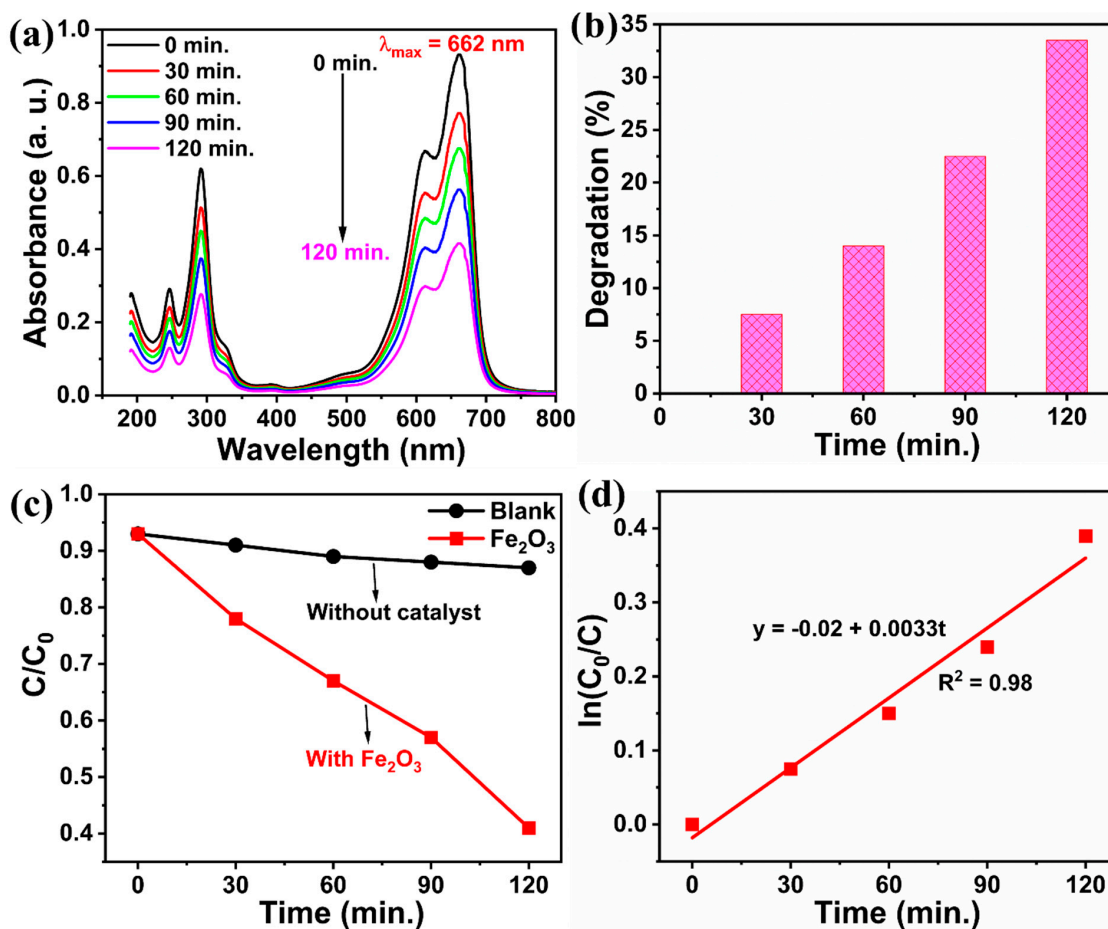 (a)
0 min.
30 min.
60 min.
90 min.
120 min.
λmax = 662 nm
0 min.
120 min.
1.0
0.8
0.6
0.4
0.2
0.0
Absorbance (a. u.)
200 300 400 500 600 700 800
Wavelength (nm)
(b)
35
30
25
20
15
10
5
0
Degradation (%)
0 30 60 90 120
Time (min.)
(c)
1.0
0.9
0.8
0.7
0.6
0.5
0.4
C/C0
Blank
Fe2O3
Without catalyst
With Fe2O3
0 30 60 90 120
Time (min.)
(d)
0.4
0.3
0.2
0.1
0.0
ln(C0/C)
y = -0.02 + 0.0033t
R² = 0.98
0 30 60 90 120
Time (min.)